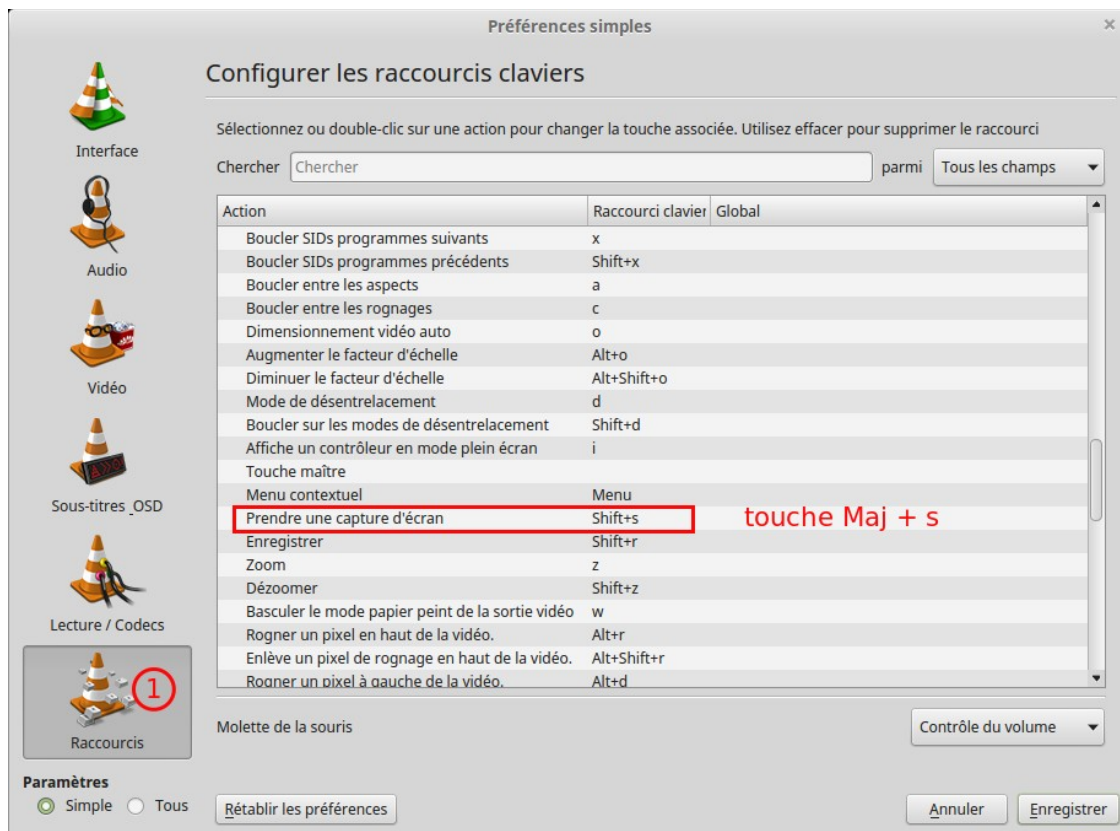 Préférences simples
×
Interface
Audio
Vidéo
Sous-titres_OSD
Lecture / Codecs
1
Raccourcis
Paramètres
Simple Tous
Configurer les raccourcis claviers
Sélectionnez ou double-clic sur une action pour changer la touche associée. Utilisez effacer pour supprimer le raccourci
Chercher Chercher parmi Tous les champs
Action Raccourci clavier Global
Boucler SIDs programmes suivants x
Boucler SIDs programmes précédents Shift+x
Boucler entre les aspects a
Boucler entre les rognages c
Dimensionnement vidéo auto o
Augmenter le facteur d'échelle Alt+o
Diminuer le facteur d'échelle Alt+Shift+o
Mode de désentrelacement d
Boucler sur les modes de désentrelacement Shift+d
Affiche un contrôleur en mode plein écran i
Touche maître
Menu contextuel Menu
Prendre une capture d'écran Shift+s touche Maj + s
Enregistrer Shift+r
Zoom z
Dézoomer Shift+z
Basculer le mode papier peint de la sortie vidéo w
Rogner un pixel en haut de la vidéo. Alt+r
Enlève un pixel de rognage en haut de la vidéo. Alt+Shift+r
Rogner un pixel à gauche de la vidéo. Alt+d
Molette de la souris Contrôle du volume
Rétablir les préférences Annuler Enregistrer